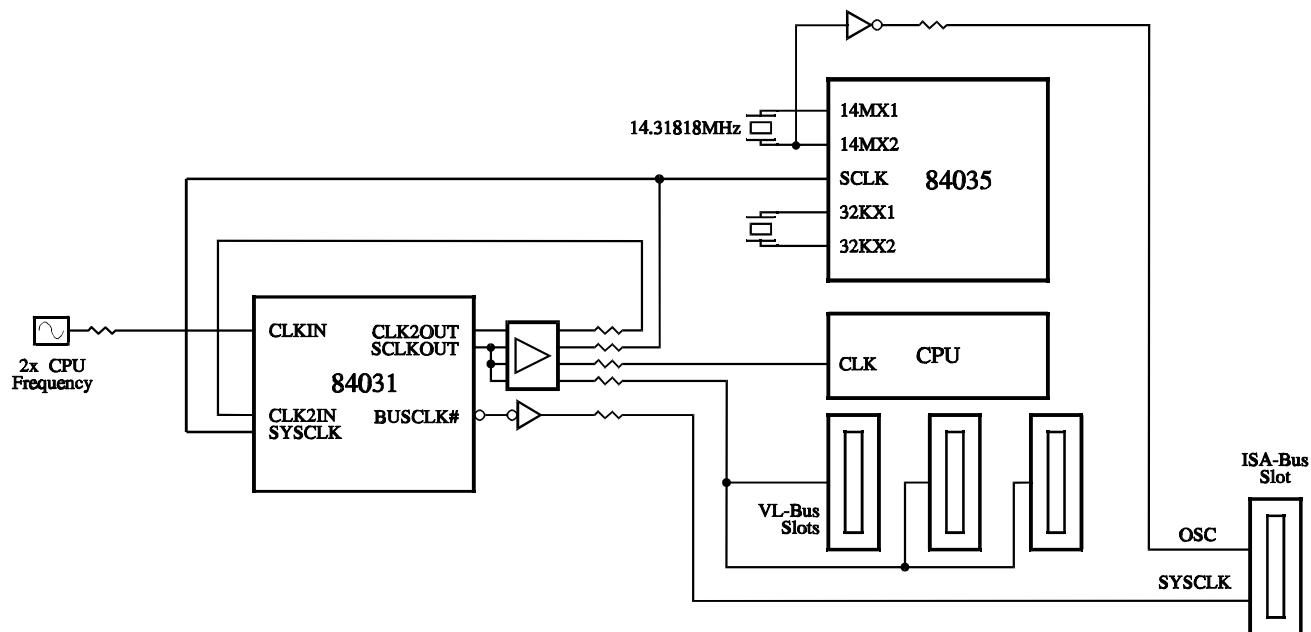 14.31818MHz
14MX1
14MX2
SCLK
84035
32KX1
32KX2
2x CPU
Frequency
CLKIN
CLK2OUT
SCLKOUT
84031
CLK2IN
SYSCLK
BUSCLK#
CLK
CPU
VL-Bus
Slots
ISA-Bus
Slot
OSC
SYSCLK